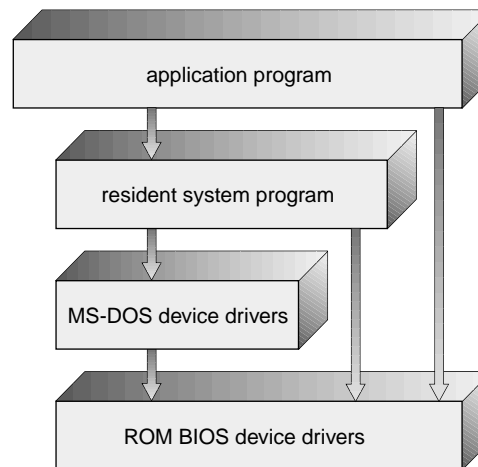 application program
resident system program
MS-DOS device drivers
ROM BIOS device drivers